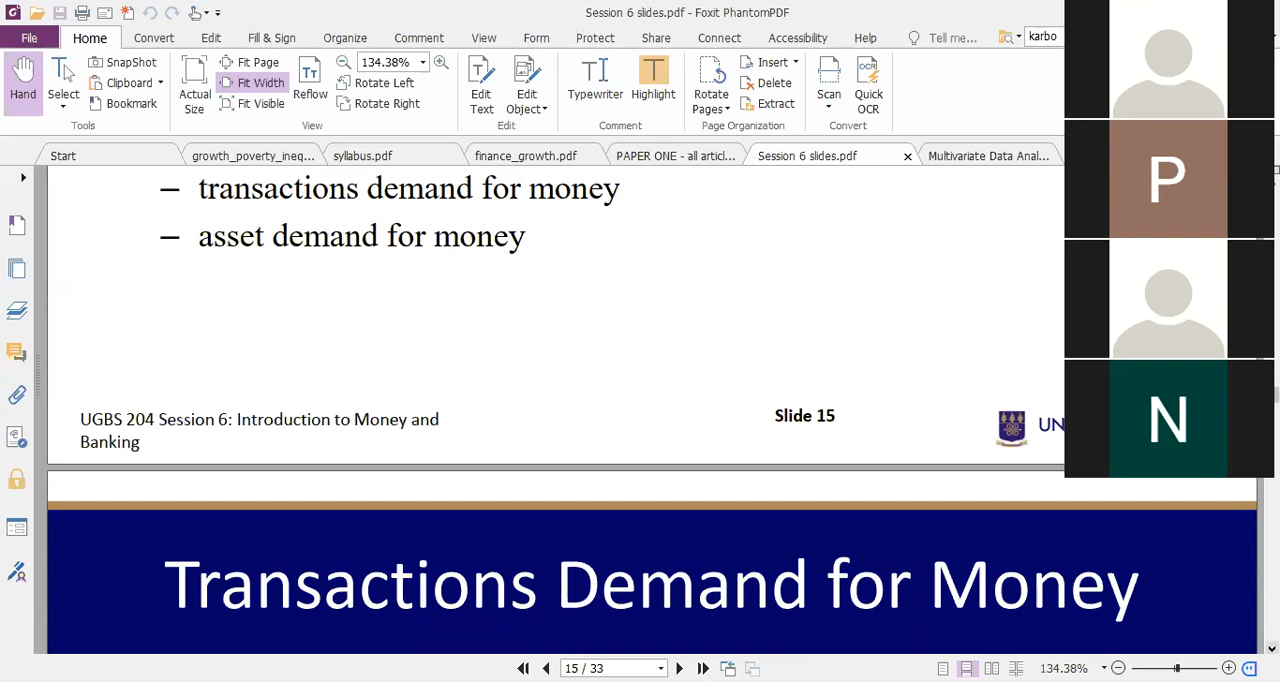 Session 6 slides.pdf - Foxit PhantomPDF
File Home Convert Edit Fill & Sign Organize Comment View Form Protect Share Connect Accessibility Help Tell me... karbo
Hand
Select
SnapShot
Clipboard
Bookmark
Tools
Actual Size
Fit Page
Fit Width
Fit Visible
Reflow
134.38%
Rotate Left
Rotate Right
View
Edit Text
Edit Object
Edit
Typewriter
Highlight
Comment
Rotate Pages
Insert
Delete
Extract
Page Organization
Scan
Quick OCR
Convert
Start growth_poverty_ineq... syllabus.pdf finance_growth.pdf PAPER ONE - all articl... Session 6 slides.pdf Multivariate Data Anal...
– transactions demand for money
– asset demand for money
UGBS 204 Session 6: Introduction to Money and
Banking
Slide 15
UN
Transactions Demand for Money
15 / 33
134.38%
P
N